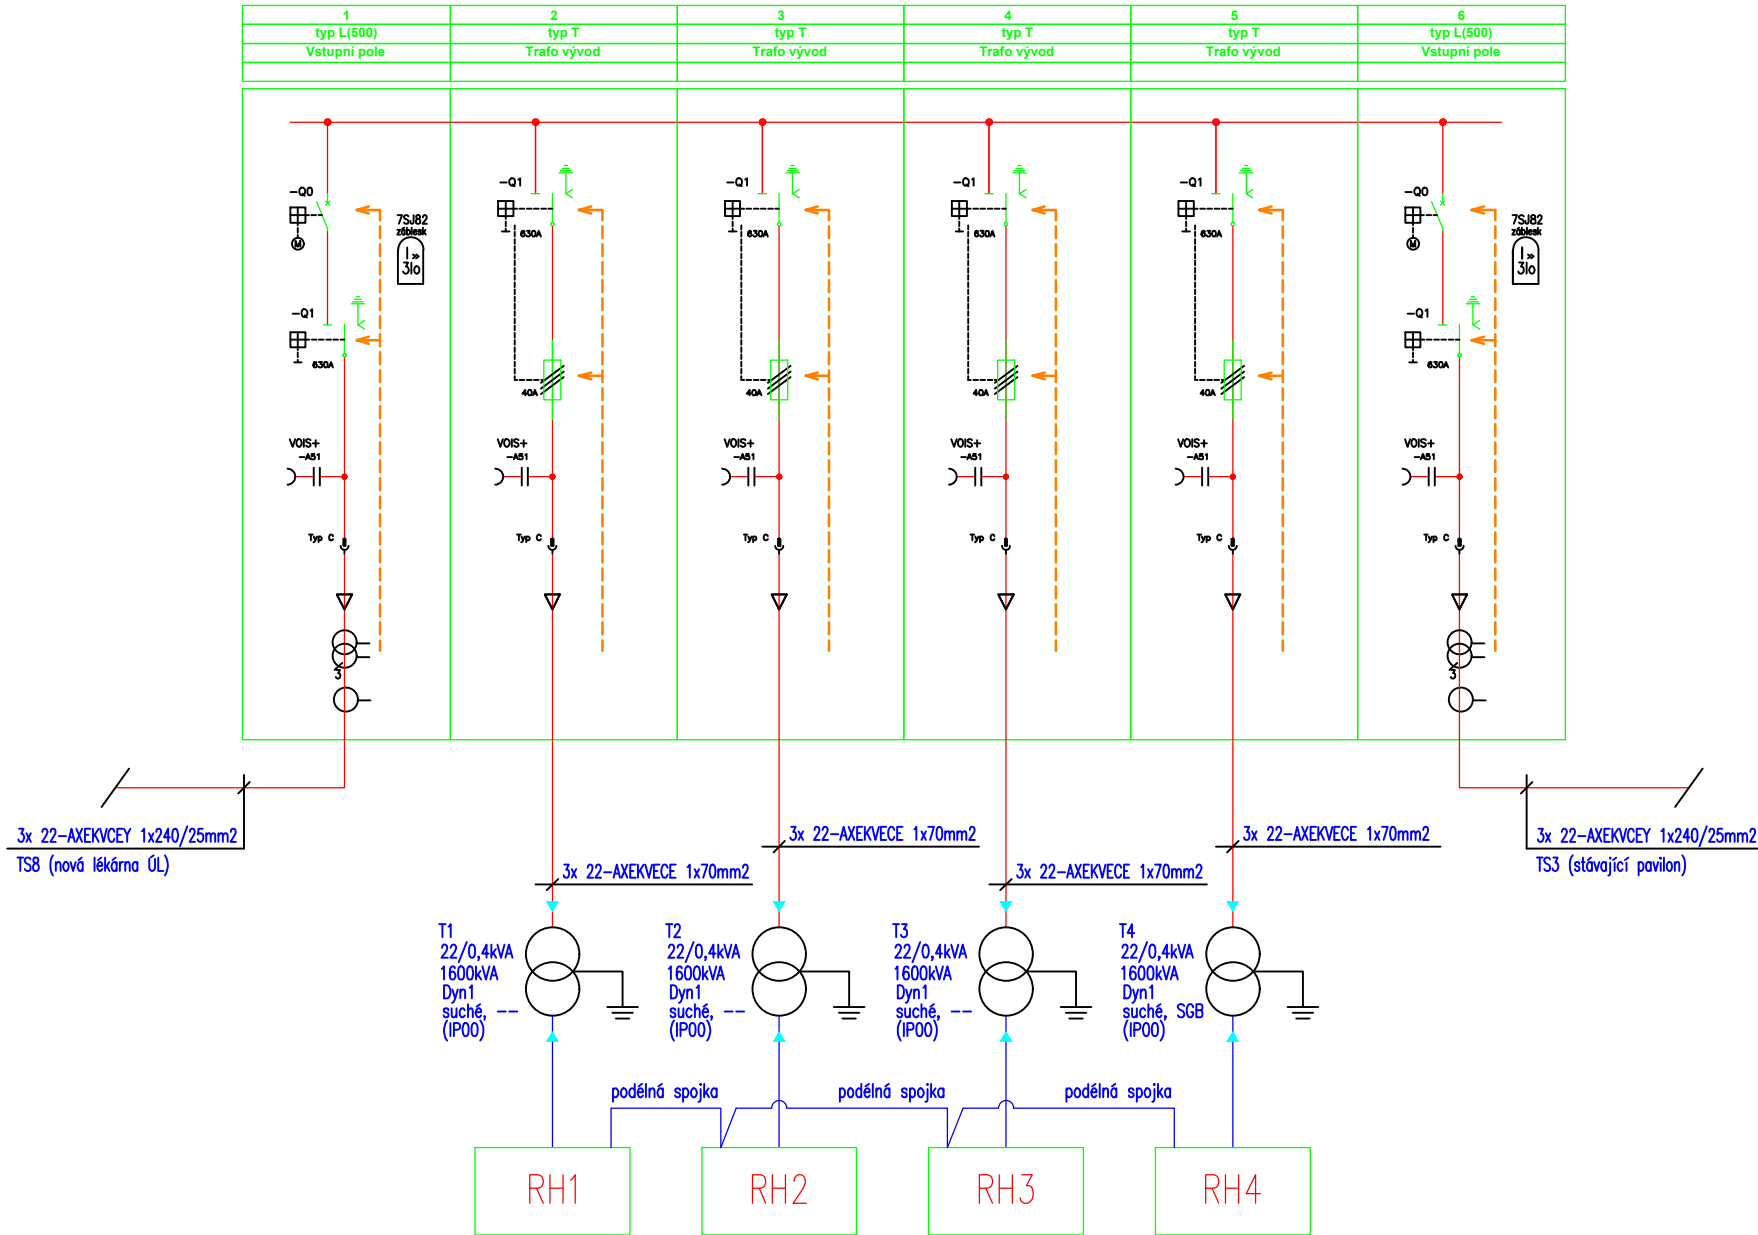 1 2 3 4 5 6
typ L(500) typ T typ T typ T typ T typ L(500)
Vstupní pole Trafo vývod Trafo vývod Trafo vývod Trafo vývod Vstupní pole
-Q1 -Q1 -Q1 -Q1
-Q0 -Q0
M M
7SJ82 7SJ82
záblesk záblesk
I » I »
3Io 3Io
630A 630A 630A 630A
-Q1 -Q1
630A 630A
40A 40A 40A 40A
VOIS+ VOIS+ VOIS+ VOIS+ VOIS+ VOIS+
-A51 -A51 -A51 -A51 -A51 -A51
Typ C Typ C Typ C Typ C Typ C Typ C
3 3
3x 22-AXEKVCEY 1x240/25mm2
TS8 (nová lékárna ÚL)
3x 22-AXEKVECE 1x70mm2
3x 22-AXEKVECE 1x70mm2
3x 22-AXEKVECE 1x70mm2
3x 22-AXEKVECE 1x70mm2
3x 22-AXEKVCEY 1x240/25mm2
TS3 (stávající pavilon)
T1
22/0,4kVA
1600kVA
Dyn1
suché, --
(IP00)
T2
22/0,4kVA
1600kVA
Dyn1
suché, --
(IP00)
T3
22/0,4kVA
1600kVA
Dyn1
suché, --
(IP00)
T4
22/0,4kVA
1600kVA
Dyn1
suché, SGB
(IP00)
podélná spojka podélná spojka podélná spojka
RH1 RH2 RH3 RH4